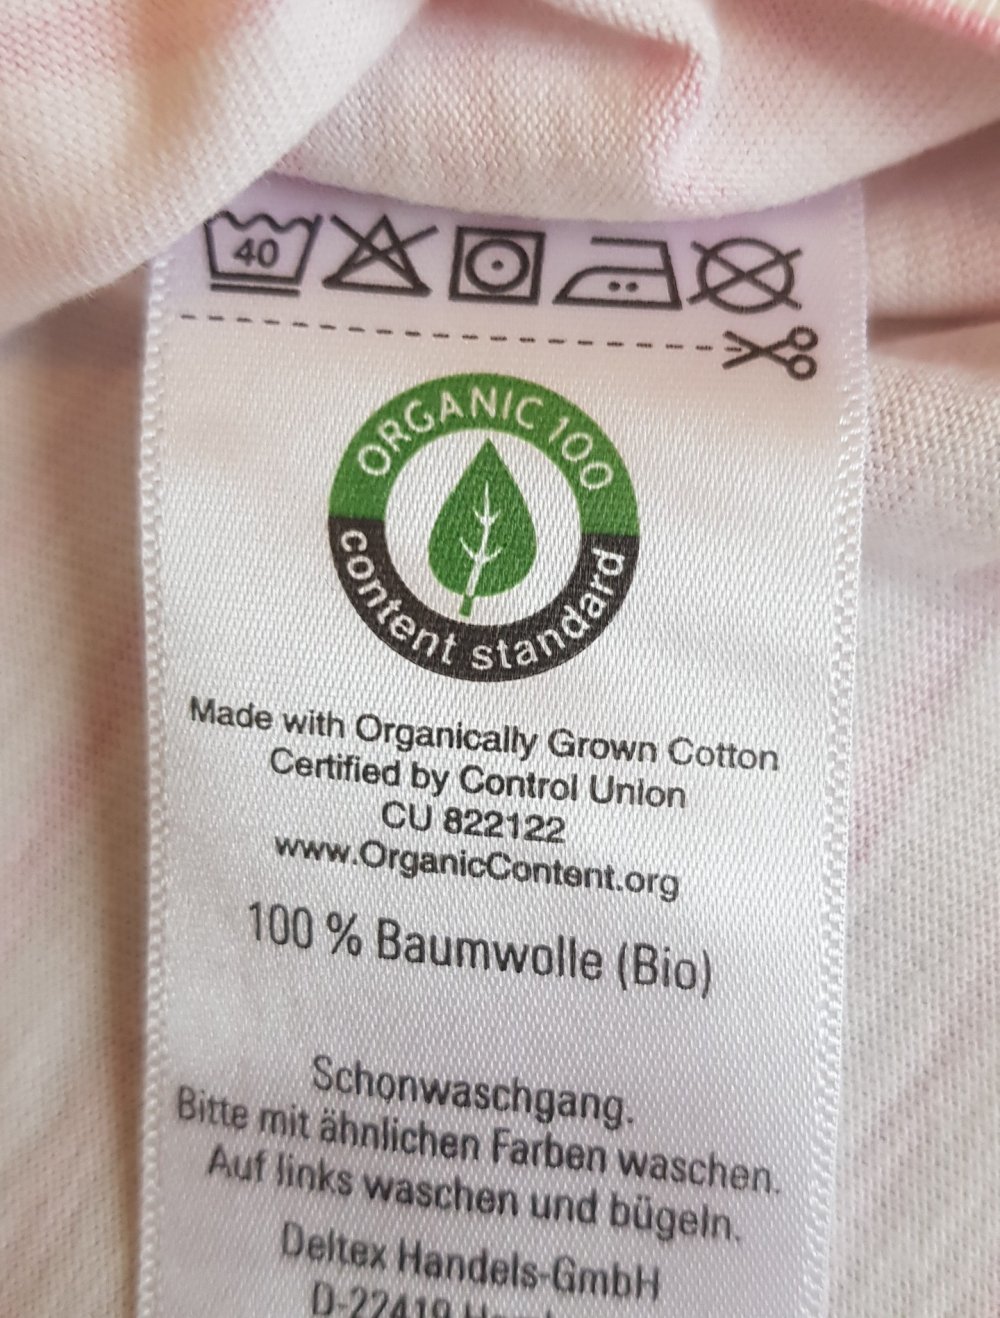 40
ORGANIC 100
content standard
Made with Organically Grown Cotton
Certified by Control Union
CU 822122
www.OrganicContent.org
100 % Baumwolle (Bio)
Schonwaschgang.
Bitte mit ähnlichen Farben waschen.
Auf links waschen und bügeln.
Deltex Handels-GmbH
D-22419